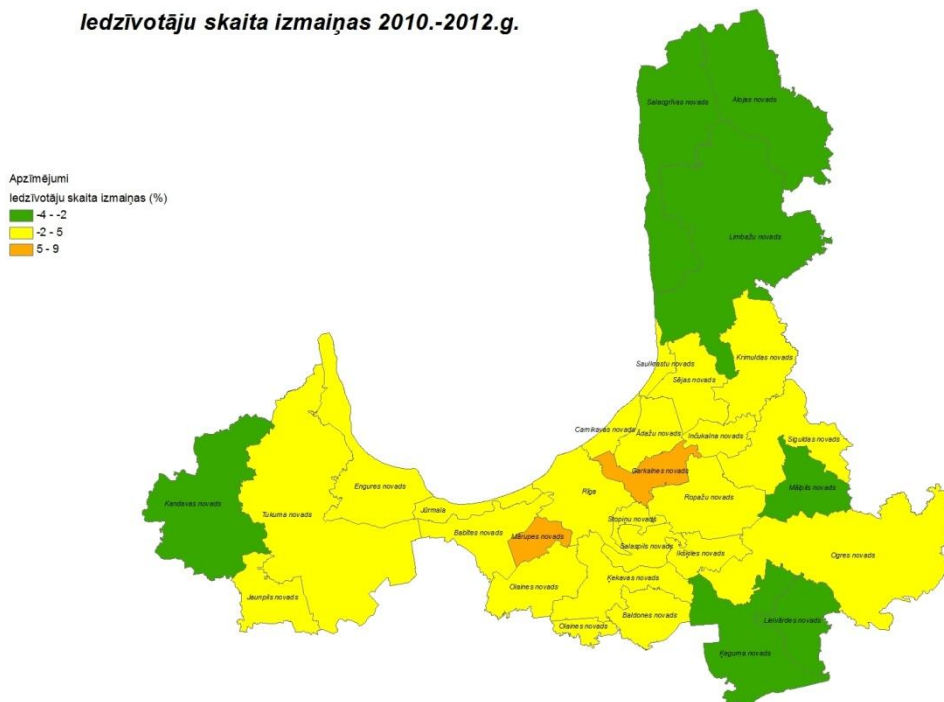 Iedzīvotāju skaita izmaiņas 2010.-2012.g.
Apzīmējumi
Iedzīvotāju skaita izmaiņas (%)
-4 - -2
-2 - 5
5 - 9
Salacgrīvas novads
Alojas novads
Limbažu novads
Krimuldas novads
Saulkrastu novads
Sējas novads
Carnikavas novads
Ādažu novads
Inčukalna novads
Siguldas novads
Garkalnes novads
Mālpils novads
Kandavas novads
Engures novads
Rīga
Ropažu novads
Tukuma novads
Jūrmala
Stopiņu novads
Babītes novads
Mārupes novads
Salaspils novads
Ikšķiles novads
Ogres novads
Ķekavas novads
Olaines novads
Jaunpils novads
Baldones novads
Olaines novads
Lielvārdes novads
Ķeguma novads